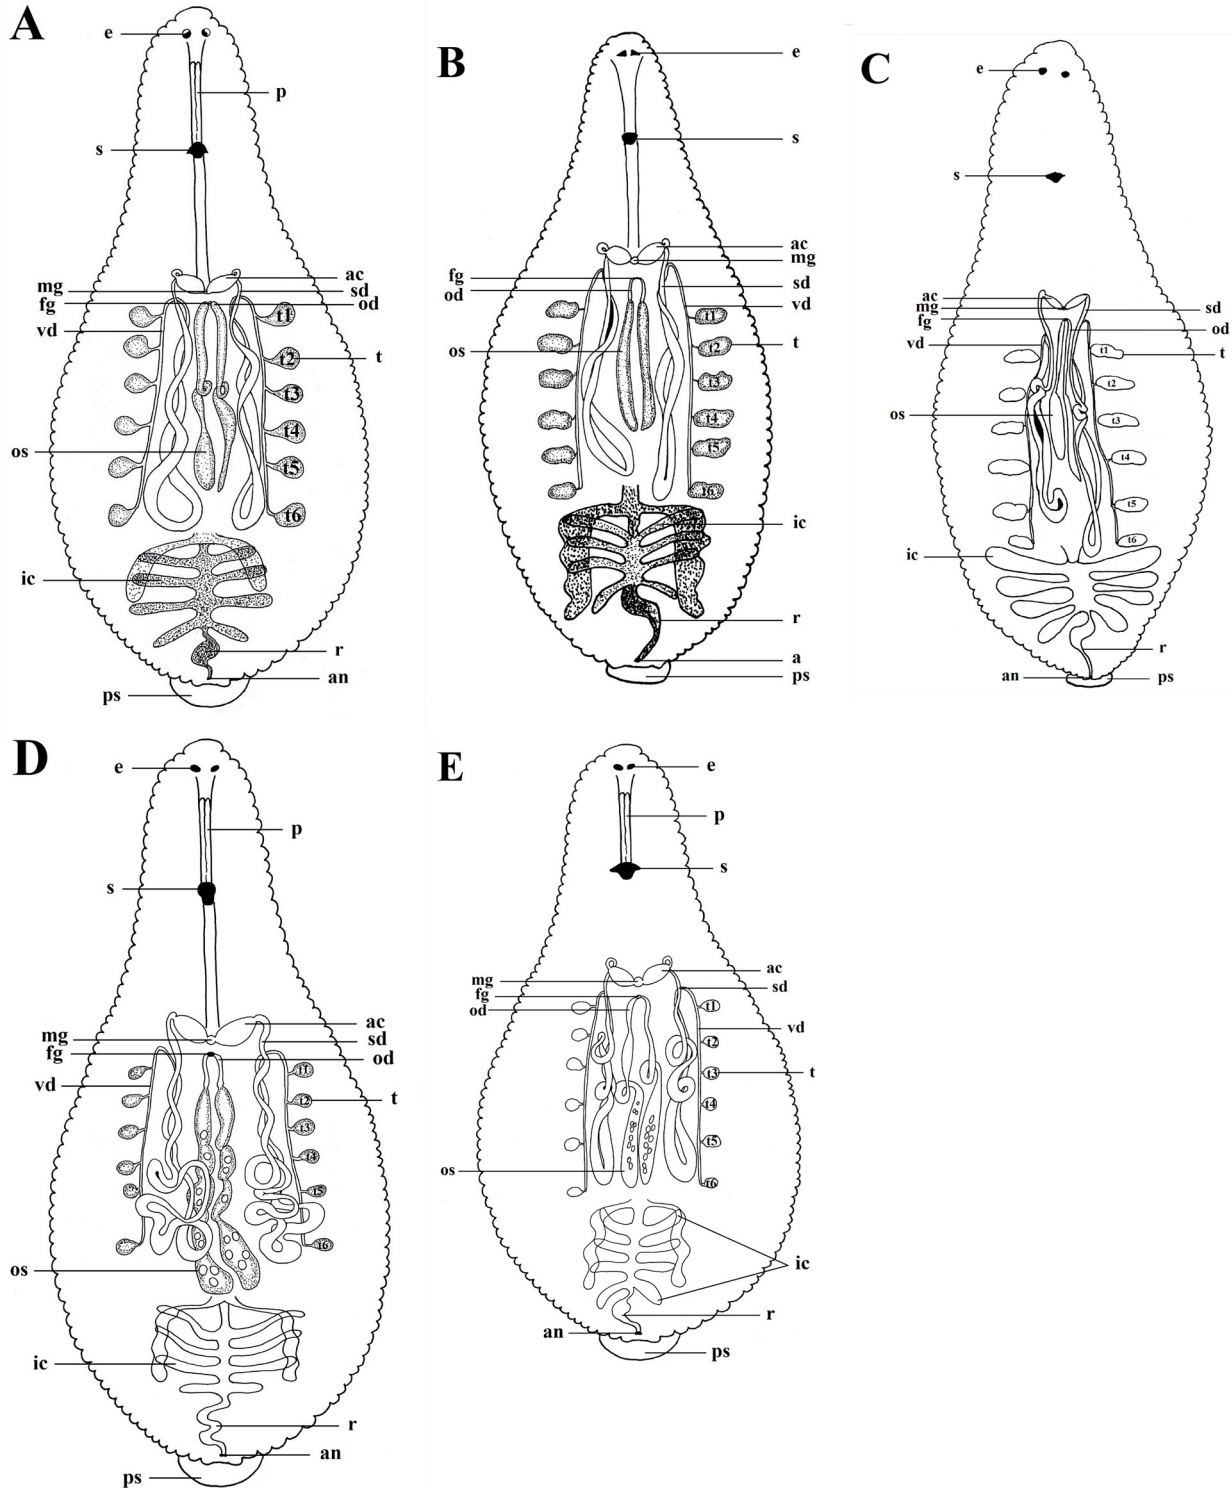 A
e
p
s
ac
mg
sd
fg
od
vd
t1
t2
t
t3
t4
os
t5
t6
ic
r
an
ps
B
e
s
ac
mg
fg
sd
od
vd
t1
os
t2
t
t3
t4
t5
t6
ic
r
a
ps
C
e
s
ac
mg
sd
fg
od
vd
t1
t
t2
os
t3
t4
t5
t6
ic
r
an
ps
D
e
p
s
ac
mg
sd
fg
od
t1
vd
t2
t
t3
t4
t5
t6
os
ic
r
an
ps
E
e
p
s
ac
mg
sd
fg
t1
od
vd
t2
t3
t
t4
t5
os
t6
ic
r
an
ps